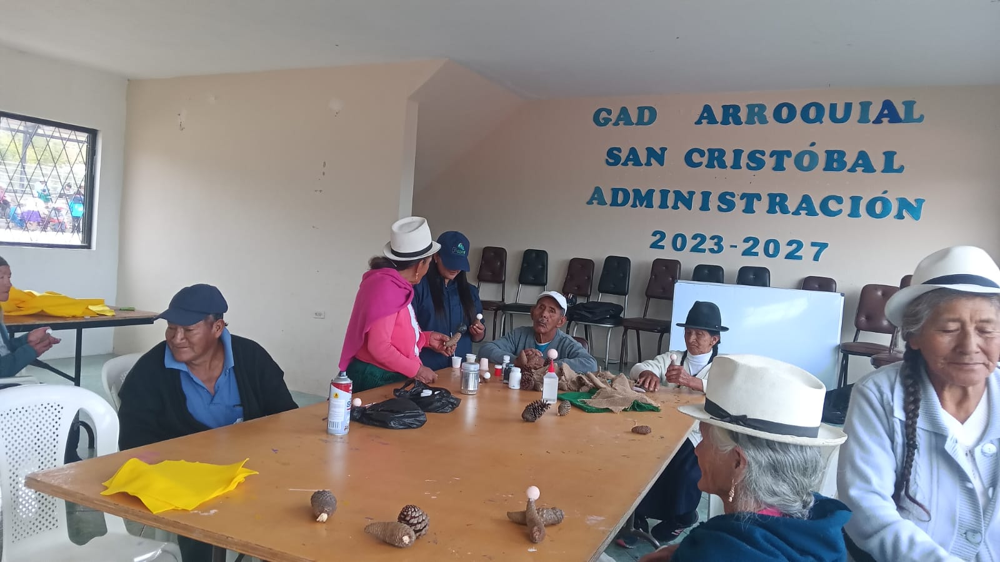 GAD ARROQUIAL
SAN CRISTÓBAL
ADMINISTRACIÓN
2023-2027